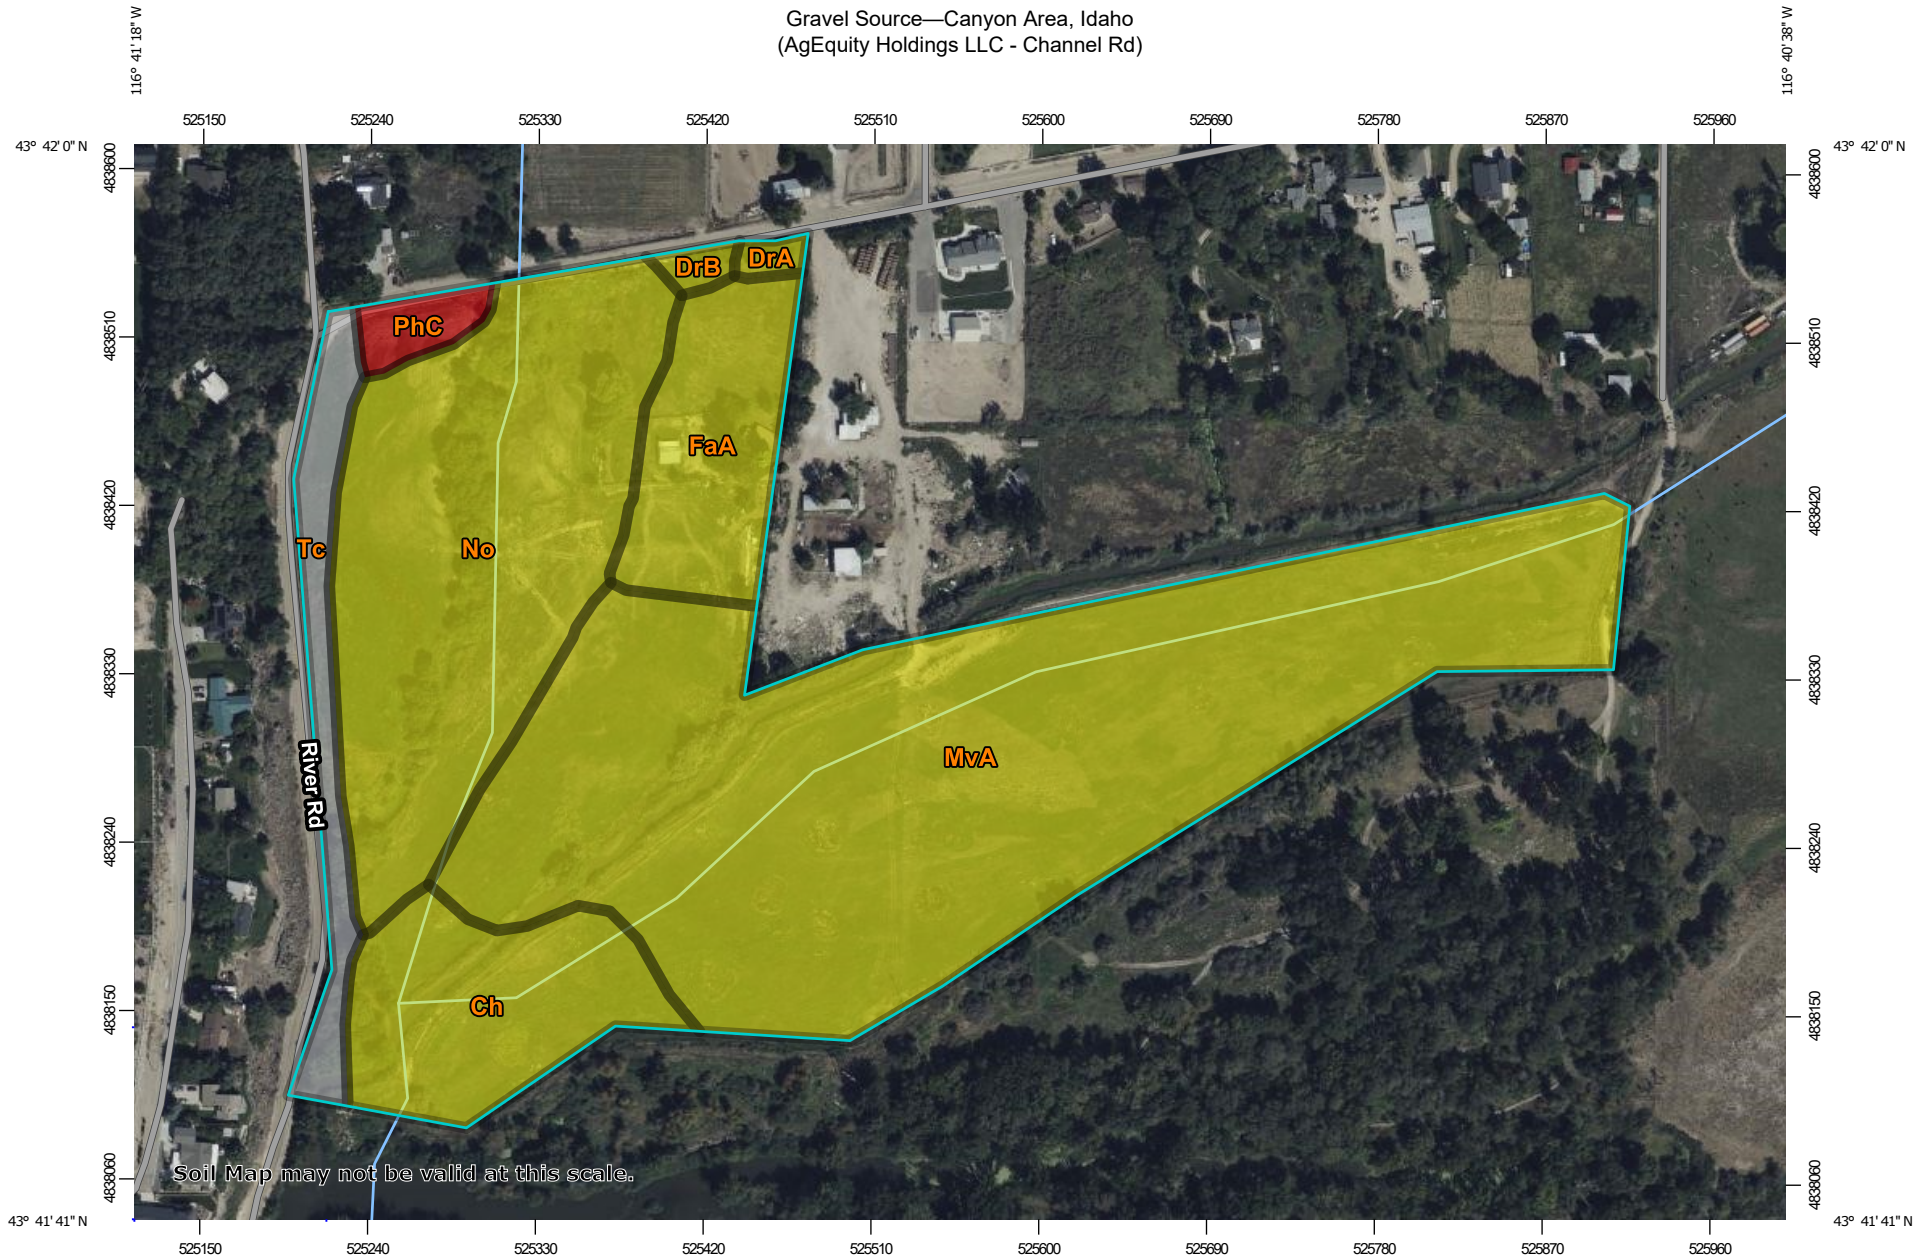 Gravel Source—Canyon Area, Idaho
(AgEquity Holdings LLC - Channel Rd)
116° 41' 18'' W
116° 40' 38'' W
525150 525240 525330 525420 525510 525600 525690 525780 525870 525960
43° 42' 0'' N
43° 42' 0'' N
4838600
4838600
DrB
DrA
PhC
4838510
4838510
FaA
4838420
4838420
Tc
No
4838330
4838330
MvA
River Rd
4838240
4838240
Ch
4838150
4838150
Soil Map may not be valid at this scale.
4838060
4838060
43° 41' 41'' N
43° 41' 41'' N
525150 525240 525330 525420 525510 525600 525690 525780 525870 525960